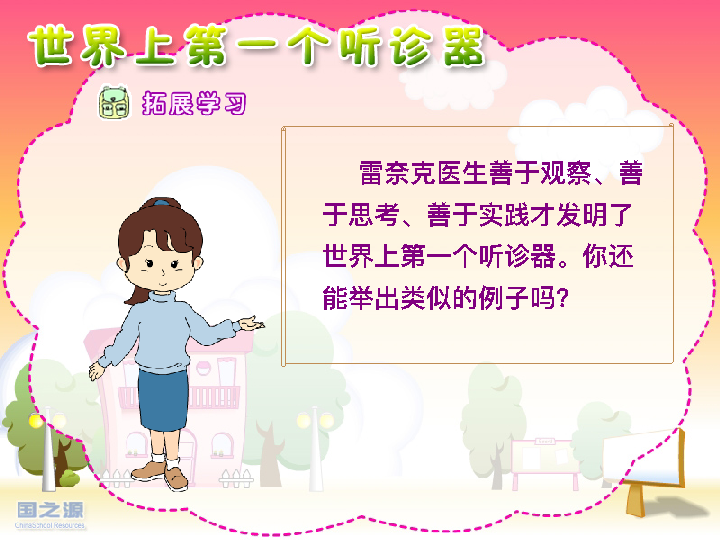 世界上第一个听诊器
拓展学习
雷奈克医生善于观察、善
于思考、善于实践才发明了
世界上第一个听诊器。你还
能举出类似的例子吗?
国之源
ChinaSchool Resources